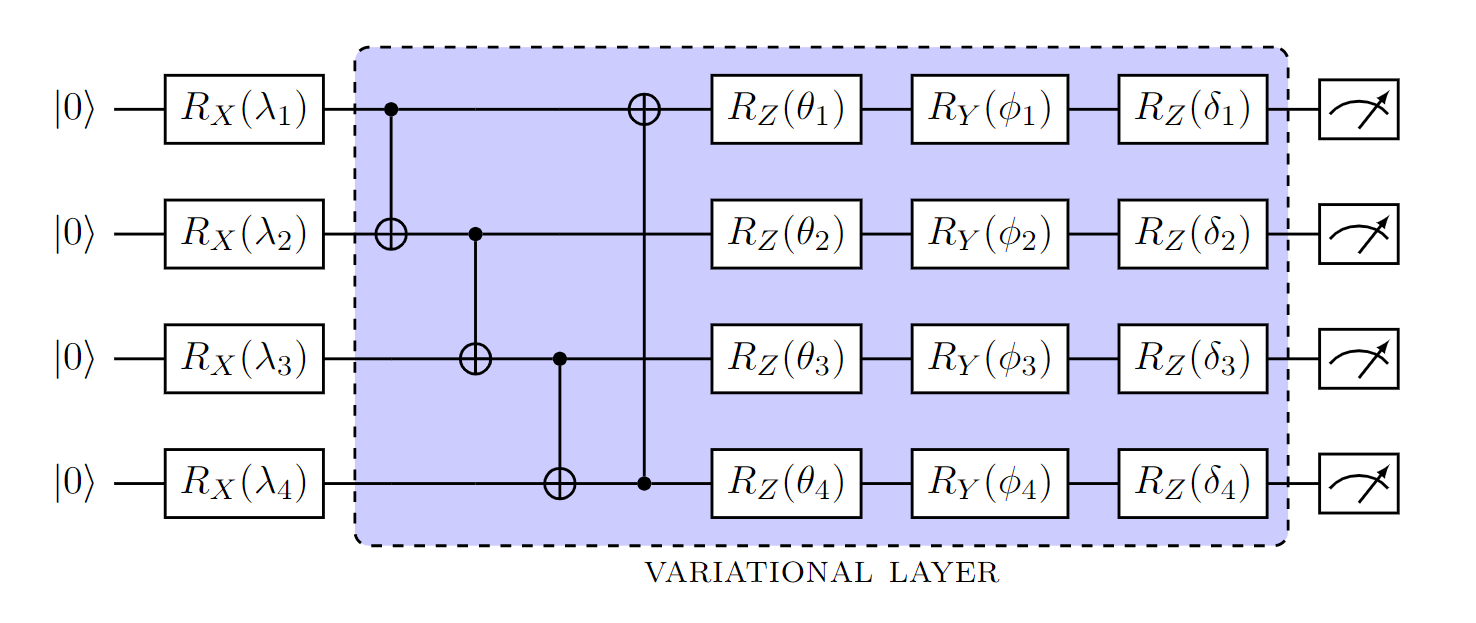 |0⟩ R_X(λ_1) R_Z(θ_1) R_Y(ϕ_1) R_Z(δ_1)
|0⟩ R_X(λ_2) R_Z(θ_2) R_Y(ϕ_2) R_Z(δ_2)
|0⟩ R_X(λ_3) R_Z(θ_3) R_Y(ϕ_3) R_Z(δ_3)
|0⟩ R_X(λ_4) R_Z(θ_4) R_Y(ϕ_4) R_Z(δ_4)
VARIATIONAL LAYER